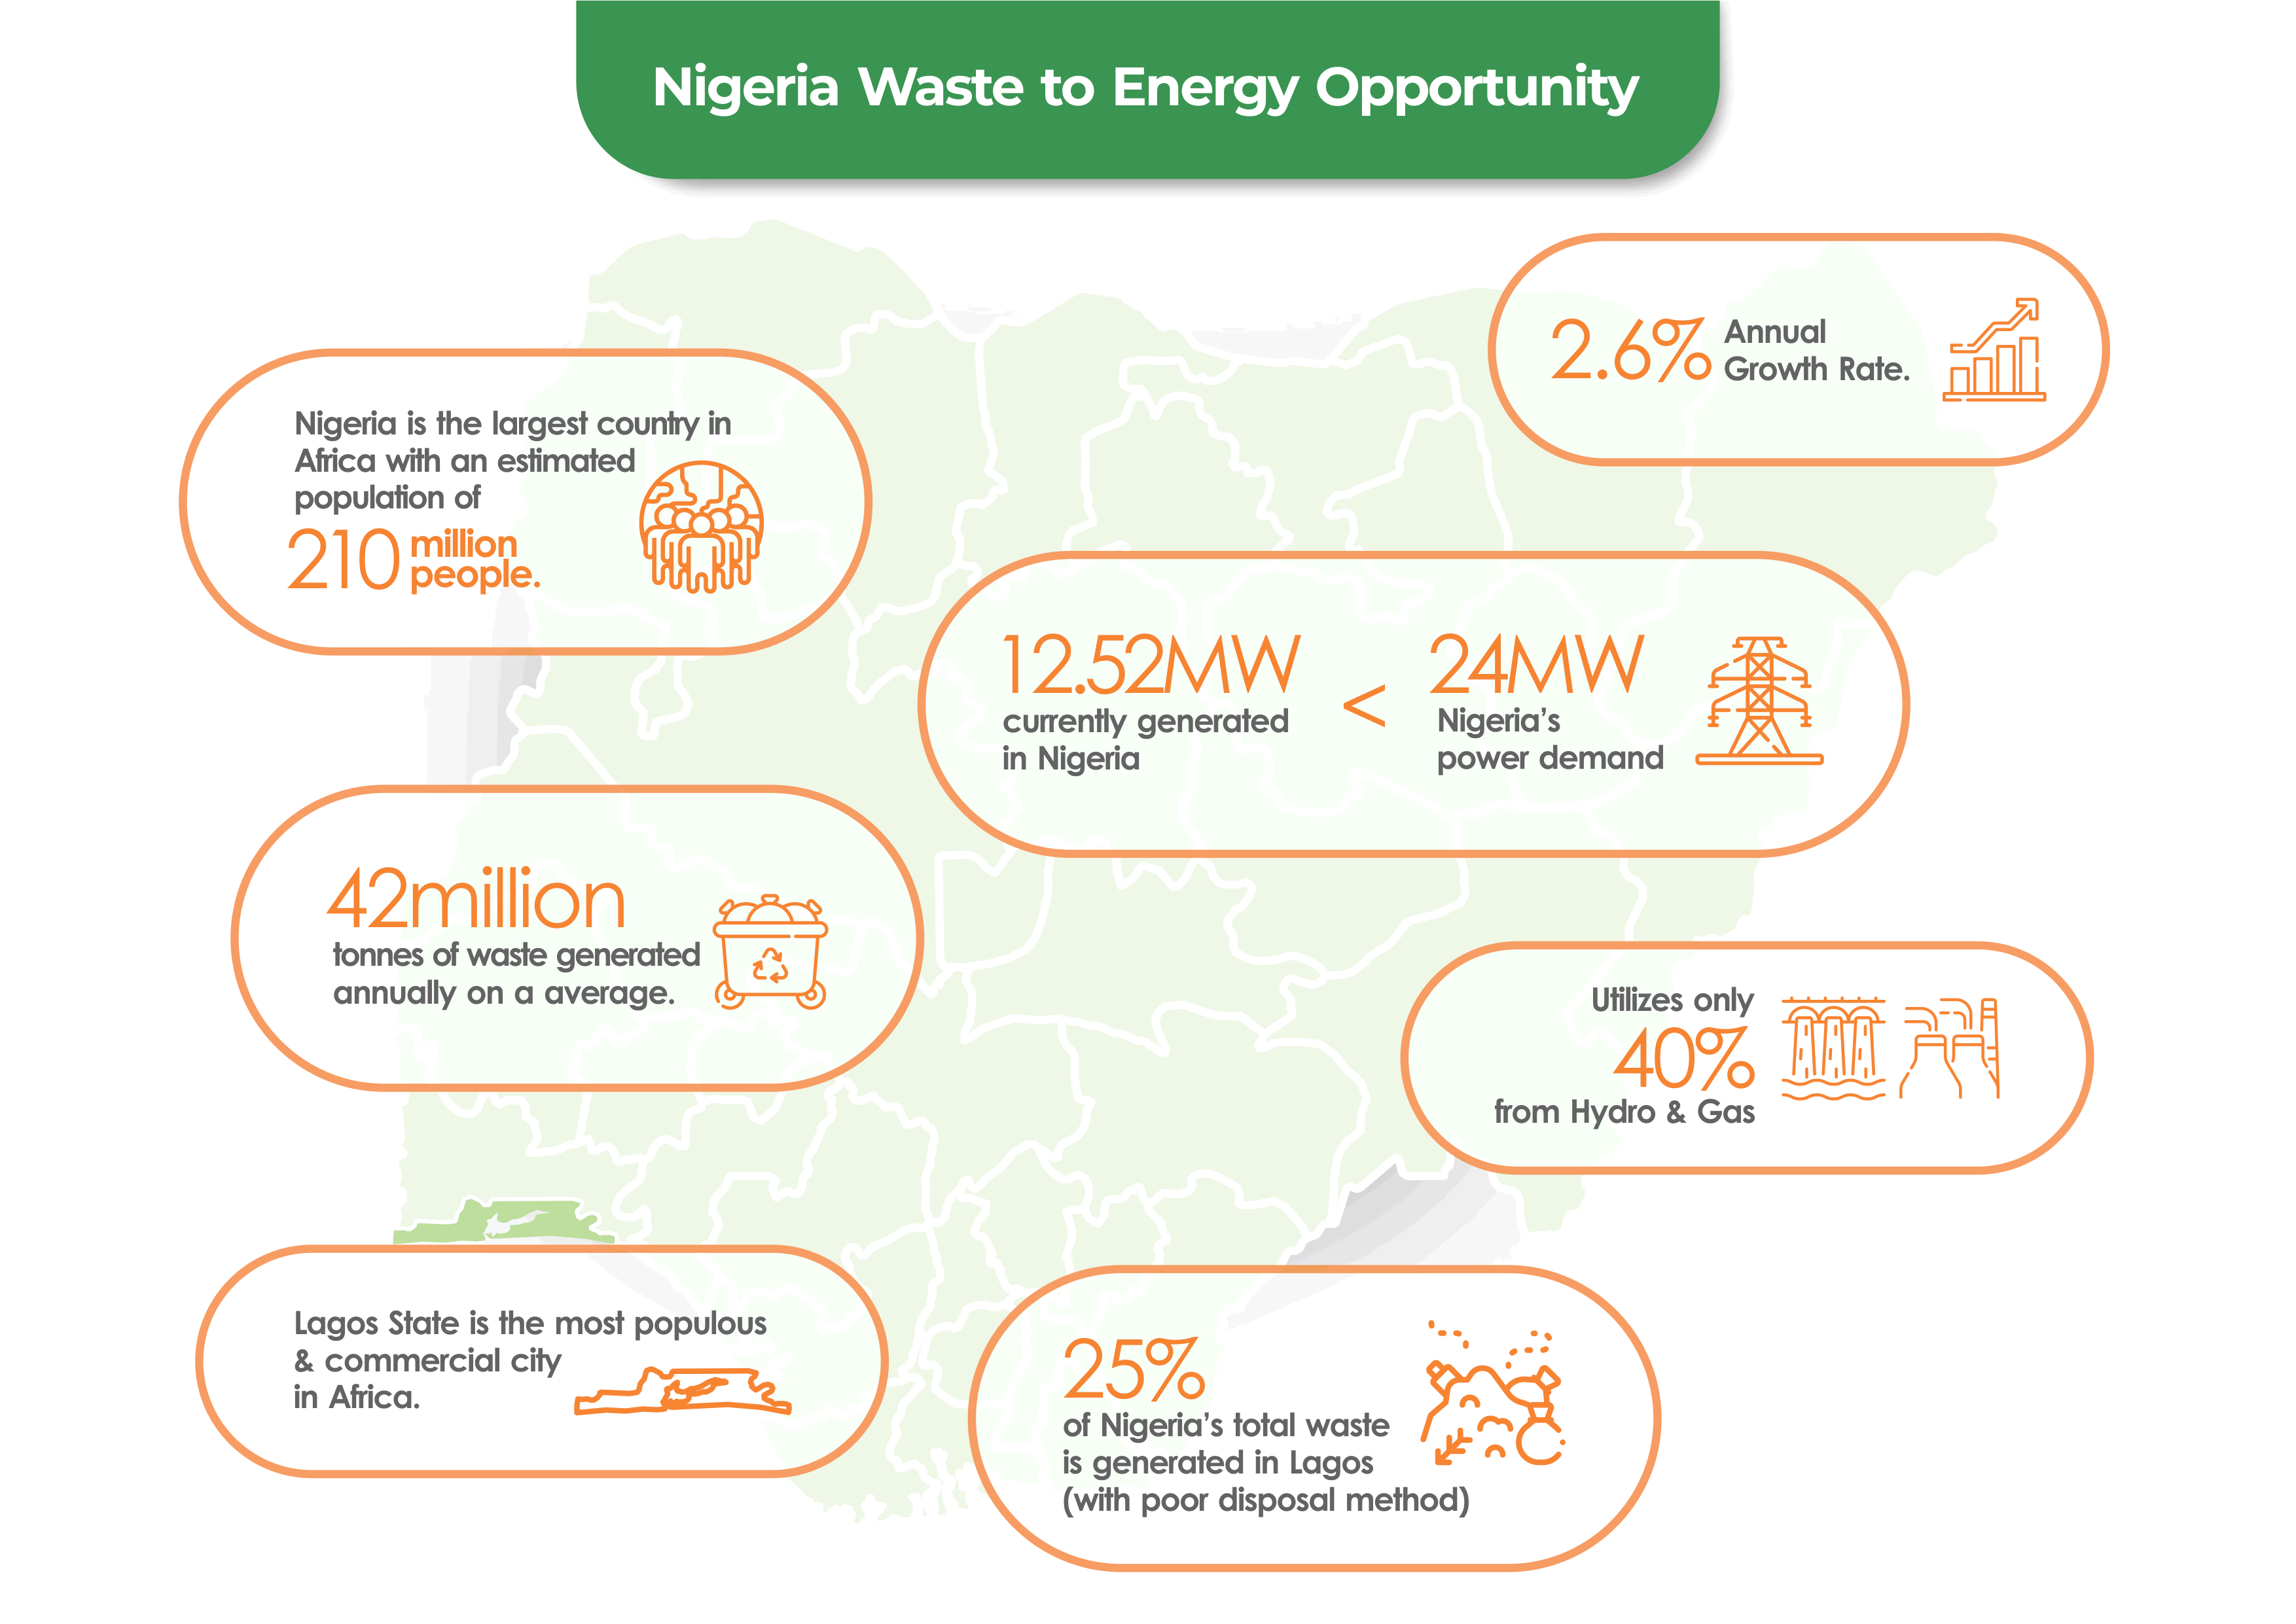 Nigeria Waste to Energy Opportunity
2.6% Annual
Growth Rate.
Nigeria is the largest country in
Africa with an estimated
population of
210 million
people.
12.52MW
currently generated
in Nigeria
<
24MW
Nigeria's
power demand
42million
tonnes of waste generated
annually on a average.
Utilizes only
40%
from Hydro & Gas
Lagos State is the most populous
& commercial city
in Africa.
25%
of Nigeria's total waste
is generated in Lagos
(with poor disposal method)